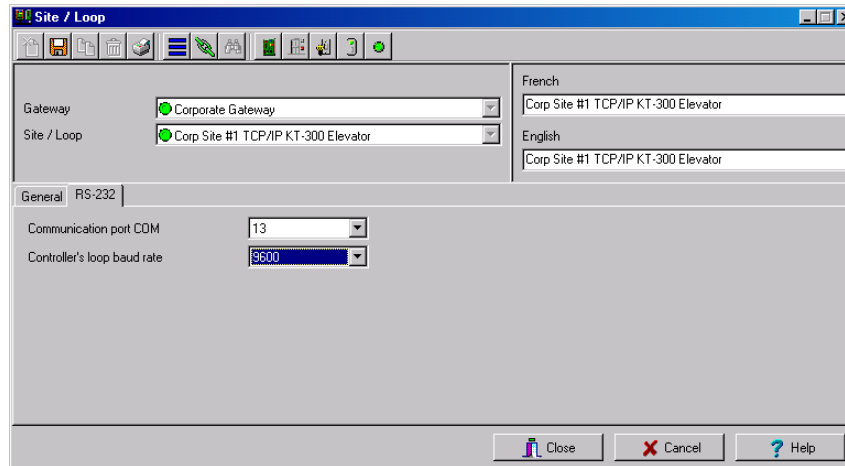 Site / Loop
French
Gateway Corporate Gateway Corp Site #1 TCP/IP KT-300 Elevator
Site / Loop Corp Site #1 TCP/IP KT-300 Elevator English
Corp Site #1 TCP/IP KT-300 Elevator
General RS-232
Communication port COM 13
Controller's loop baud rate 9600
Close Cancel Help